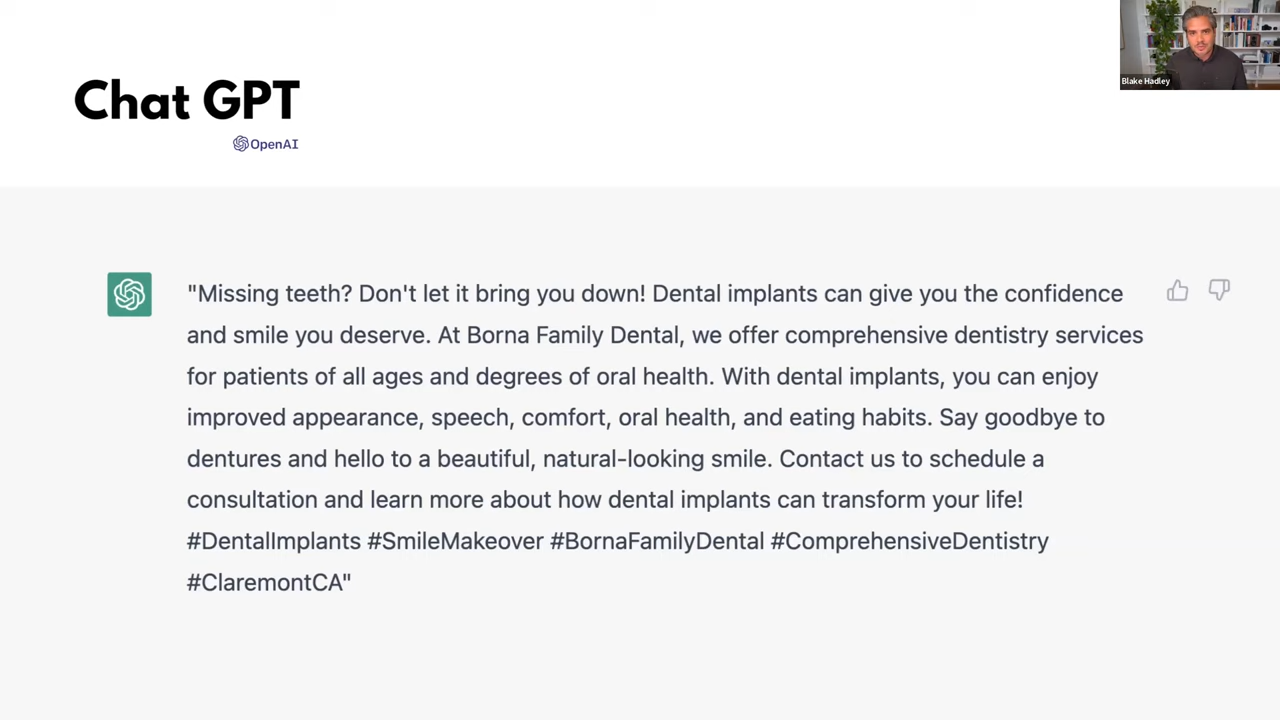 Blake Hadley
Chat GPT
OpenAI
"Missing teeth? Don't let it bring you down! Dental implants can give you the confidence
and smile you deserve. At Borna Family Dental, we offer comprehensive dentistry services
for patients of all ages and degrees of oral health. With dental implants, you can enjoy
improved appearance, speech, comfort, oral health, and eating habits. Say goodbye to
dentures and hello to a beautiful, natural-looking smile. Contact us to schedule a
consultation and learn more about how dental implants can transform your life!
#DentalImplants #SmileMakeover #BornaFamilyDental #ComprehensiveDentistry
#ClaremontCA"